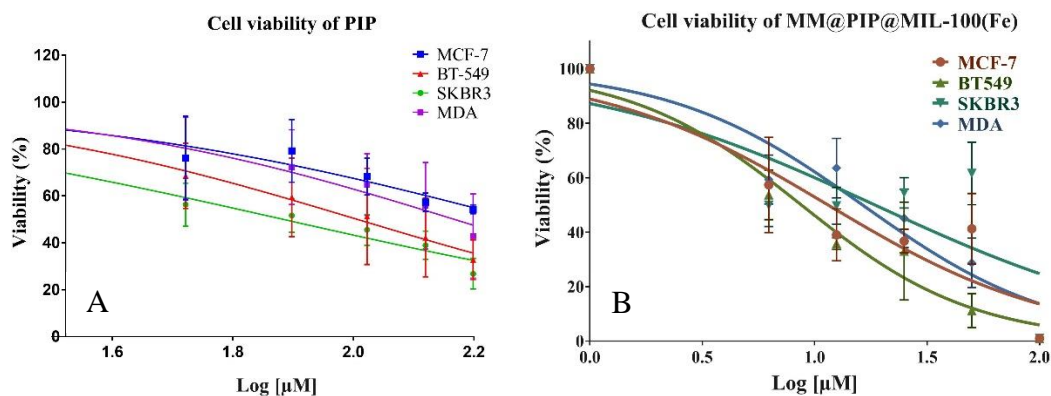 Cell viability of PIP
MCF-7
BT-549
SKBR3
MDA
Viability (%)
120
100
80
60
40
20
0
A
1.6
1.8
2.0
2.2
Log [µM]
Cell viability of MM@PIP@MIL-100(Fe)
MCF-7
BT549
SKBR3
MDA
Viability (%)
100
80
60
40
20
0
B
0.0
0.5
1.0
1.5
2.0
Log [µM]